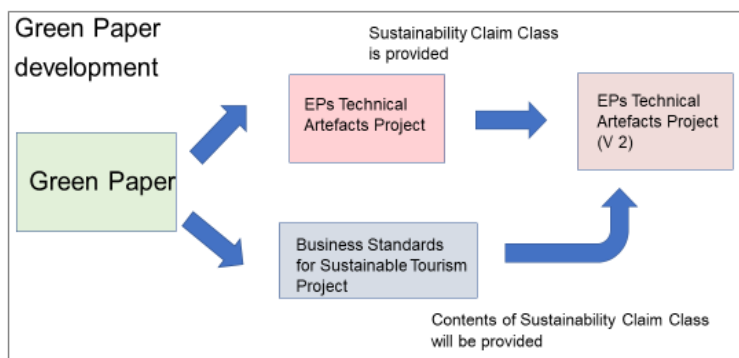 Green Paper
development
Sustainability Claim Class
is provided
EPs Technical
Artefacts Project
EPs Technical
Artefacts Project
(V 2)
Green Paper
Business Standards
for Sustainable Tourism
Project
Contents of Sustainability Claim Class
will be provided